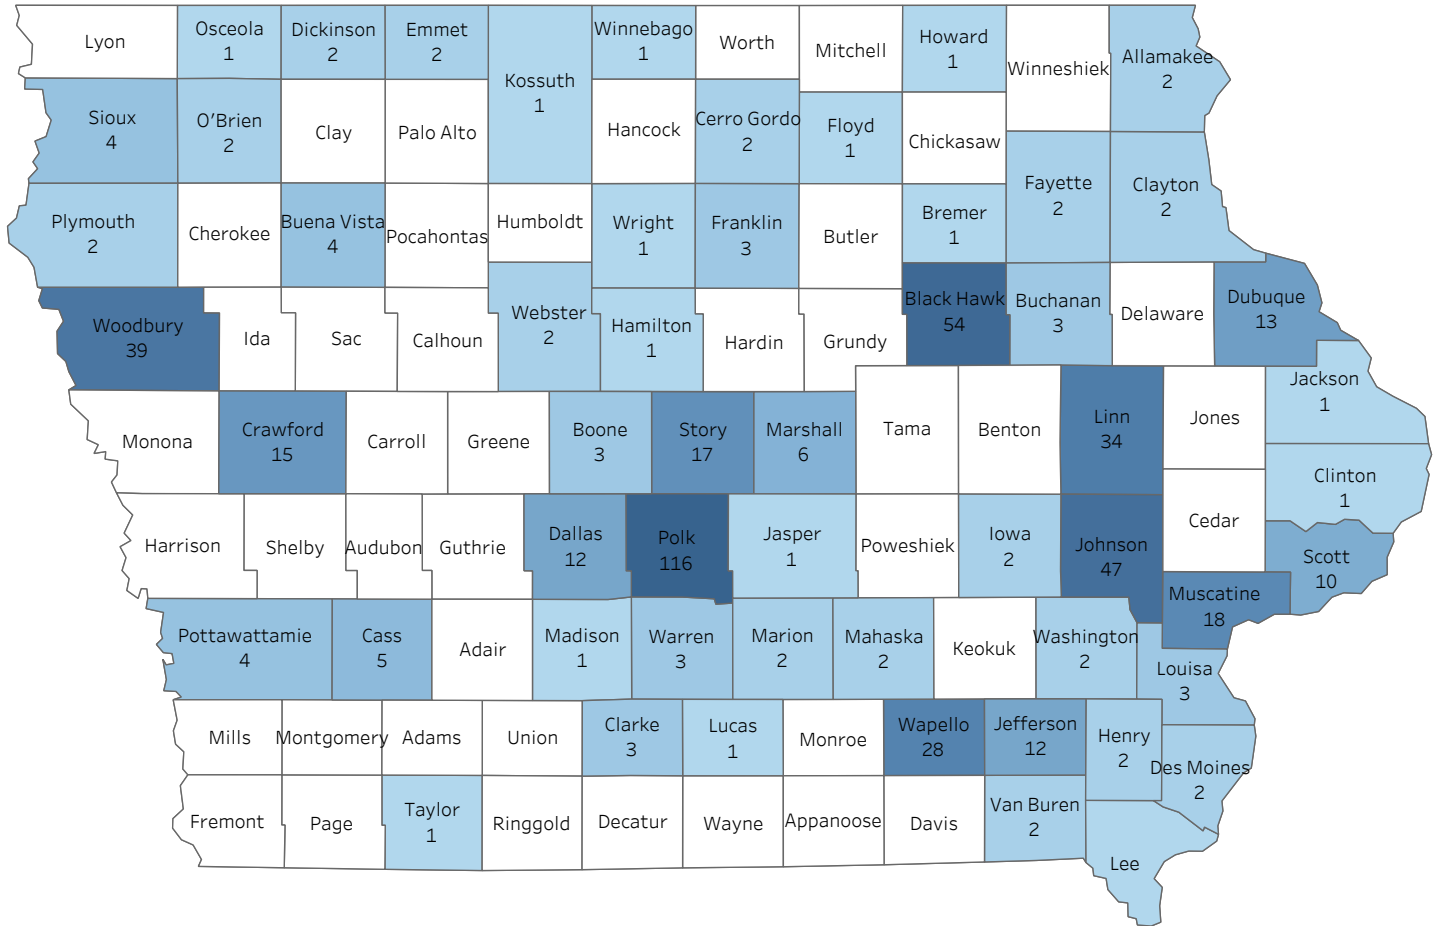 Lyon
Osceola
1
Dickinson
2
Emmet
2
Kossuth
1
Winnebago
1
Worth
Mitchell
Howard
1
Winneshiek
Allamakee
2
Sioux
4
O'Brien
2
Clay
Palo Alto
Hancock
Cerro Gordo
2
Floyd
1
Chickasaw
Fayette
2
Clayton
2
Plymouth
2
Cherokee
Buena Vista
4
Pocahontas
Humboldt
Wright
1
Franklin
3
Butler
Bremer
1
Woodbury
39
Ida
Sac
Calhoun
Webster
2
Hamilton
1
Hardin
Grundy
Black Hawk
54
Buchanan
3
Delaware
Dubuque
13
Jackson
1
Monona
Crawford
15
Carroll
Greene
Boone
3
Story
17
Marshall
6
Tama
Benton
Linn
34
Jones
Clinton
1
Harrison
Shelby
Audubon
Guthrie
Dallas
12
Polk
116
Jasper
1
Poweshiek
Iowa
2
Johnson
47
Cedar
Scott
10
Muscatine
18
Pottawattamie
4
Cass
5
Adair
Madison
1
Warren
3
Marion
2
Mahaska
2
Keokuk
Washington
2
Louisa
3
Mills
Montgomery
Adams
Union
Clarke
3
Lucas
1
Monroe
Wapello
28
Jefferson
12
Henry
2
Des Moines
2
Fremont
Page
Taylor
1
Ringgold
Decatur
Wayne
Appanoose
Davis
Van Buren
2
Lee